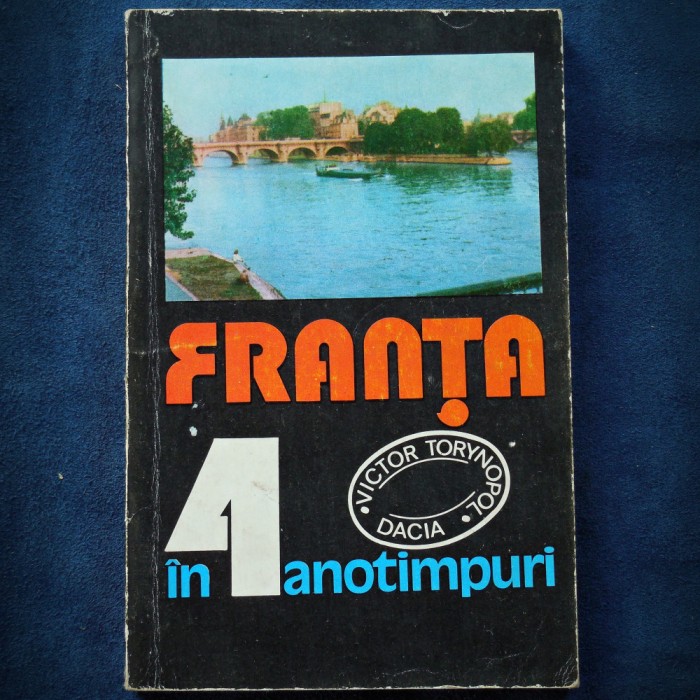 FRANȚA
VICTOR TORYNOPOL
DACIA
în 4 anotimpuri